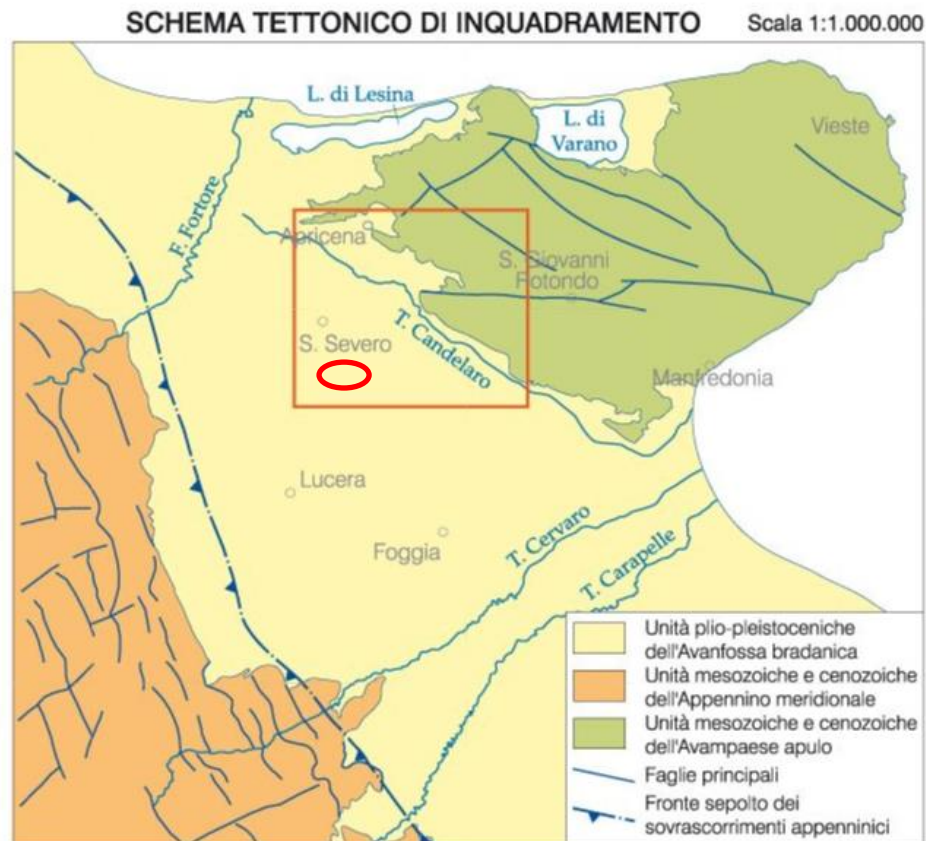 SCHEMA TETTONICO DI INQUADRAMENTO Scala 1:1.000.000
L. di Lesina
L. di
Varano
Vieste
F. Fortore
Apricena
S. Giovanni
Rotondo
S. Severo
T. Candelaro
Manfredonia
Lucera
Foggia
T. Cervaro
T. Carapelle
Unità plio-pleistoceniche
dell'Avanfossa bradanica
Unità mesozoiche e cenozoiche
dell'Appennino meridionale
Unità mesozoiche e cenozoiche
dell'Avampaese apulo
Faglie principali
Fronte sepolto dei
sovrascorrimenti appenninici